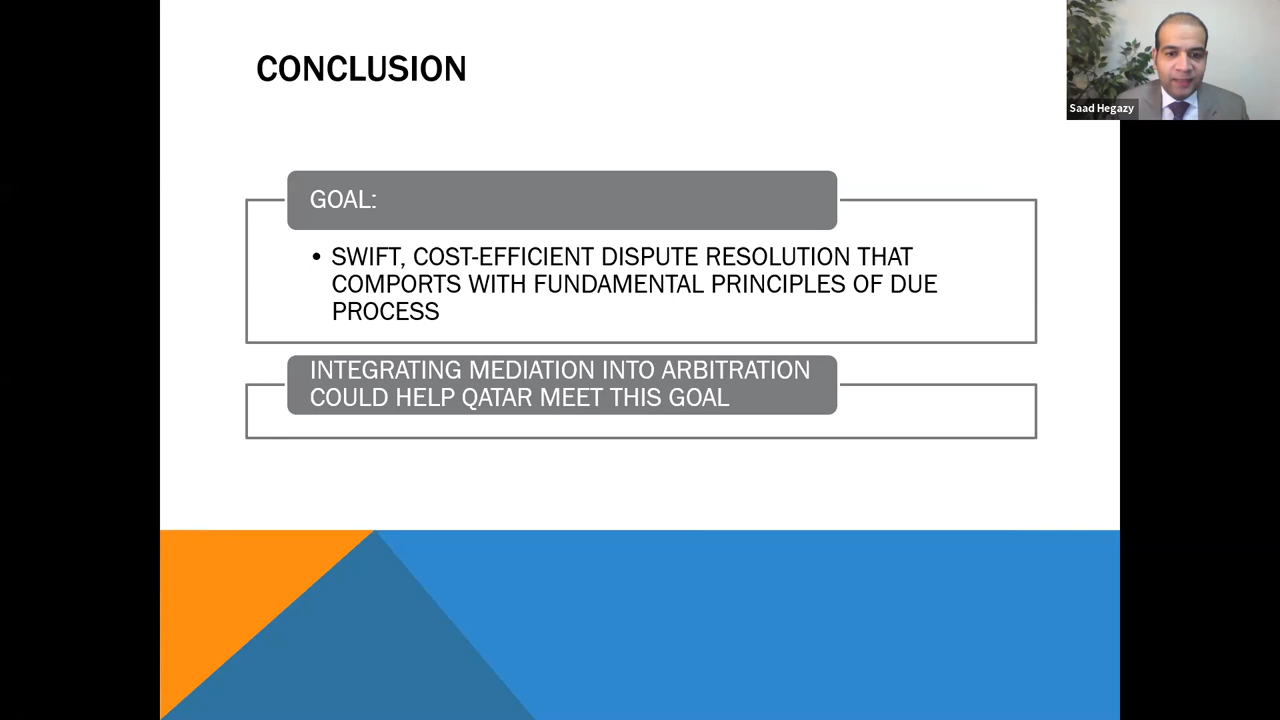 CONCLUSION
Saad Hegazy
GOAL:
• SWIFT, COST-EFFICIENT DISPUTE RESOLUTION THAT
COMPORTS WITH FUNDAMENTAL PRINCIPLES OF DUE
PROCESS
INTEGRATING MEDIATION INTO ARBITRATION
COULD HELP QATAR MEET THIS GOAL